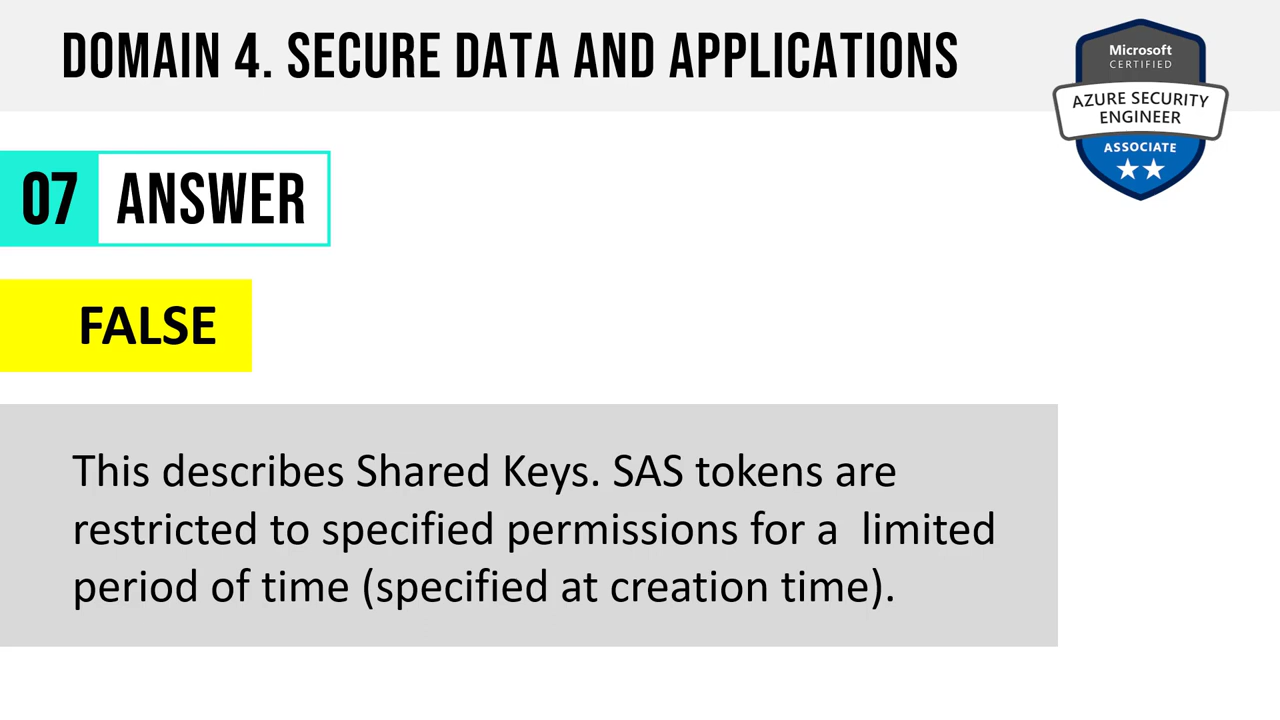 DOMAIN 4. SECURE DATA AND APPLICATIONS
Microsoft
CERTIFIED
AZURE SECURITY
ENGINEER
ASSOCIATE
07 ANSWER
FALSE
This describes Shared Keys. SAS tokens are
restricted to specified permissions for a limited
period of time (specified at creation time).